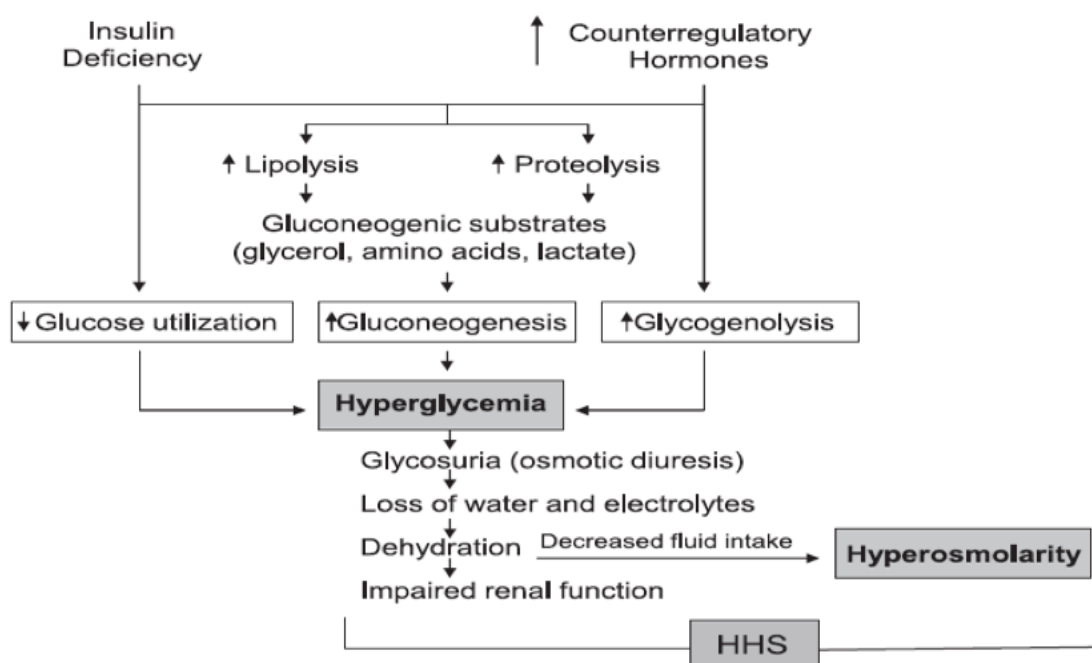 Insulin
Deficiency
↑ Counterregulatory
Hormones
↑ Lipolysis
↑ Proteolysis
Gluconeogenic substrates
(glycerol, amino acids, lactate)
↓ Glucose utilization
↑Gluconeogenesis
↑Glycogenolysis
Hyperglycemia
Glycosuria (osmotic diuresis)
Loss of water and electrolytes
Dehydration
Decreased fluid intake
Hyperosmolarity
Impaired renal function
HHS